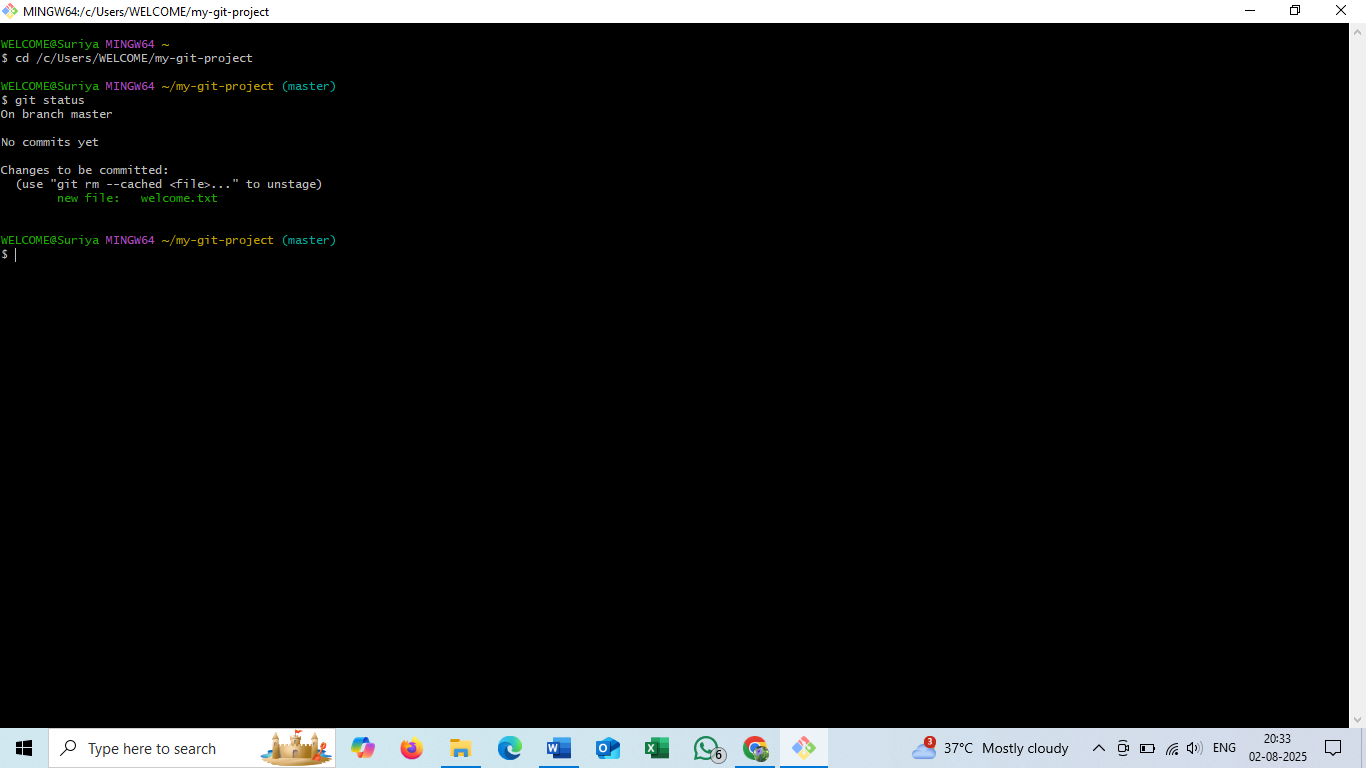 MINGW64:/c/Users/WELCOME/my-git-project
WELCOME@Suriya MINGW64 ~
$ cd /c/Users/WELCOME/my-git-project
WELCOME@Suriya MINGW64 ~/my-git-project (master)
$ git status
On branch master
No commits yet
Changes to be committed:
(use "git rm --cached <file>..." to unstage)
new file: welcome.txt
WELCOME@Suriya MINGW64 ~/my-git-project (master)
$
Type here to search
6
3
37°C Mostly cloudy
ENG
20:33
02-08-2025